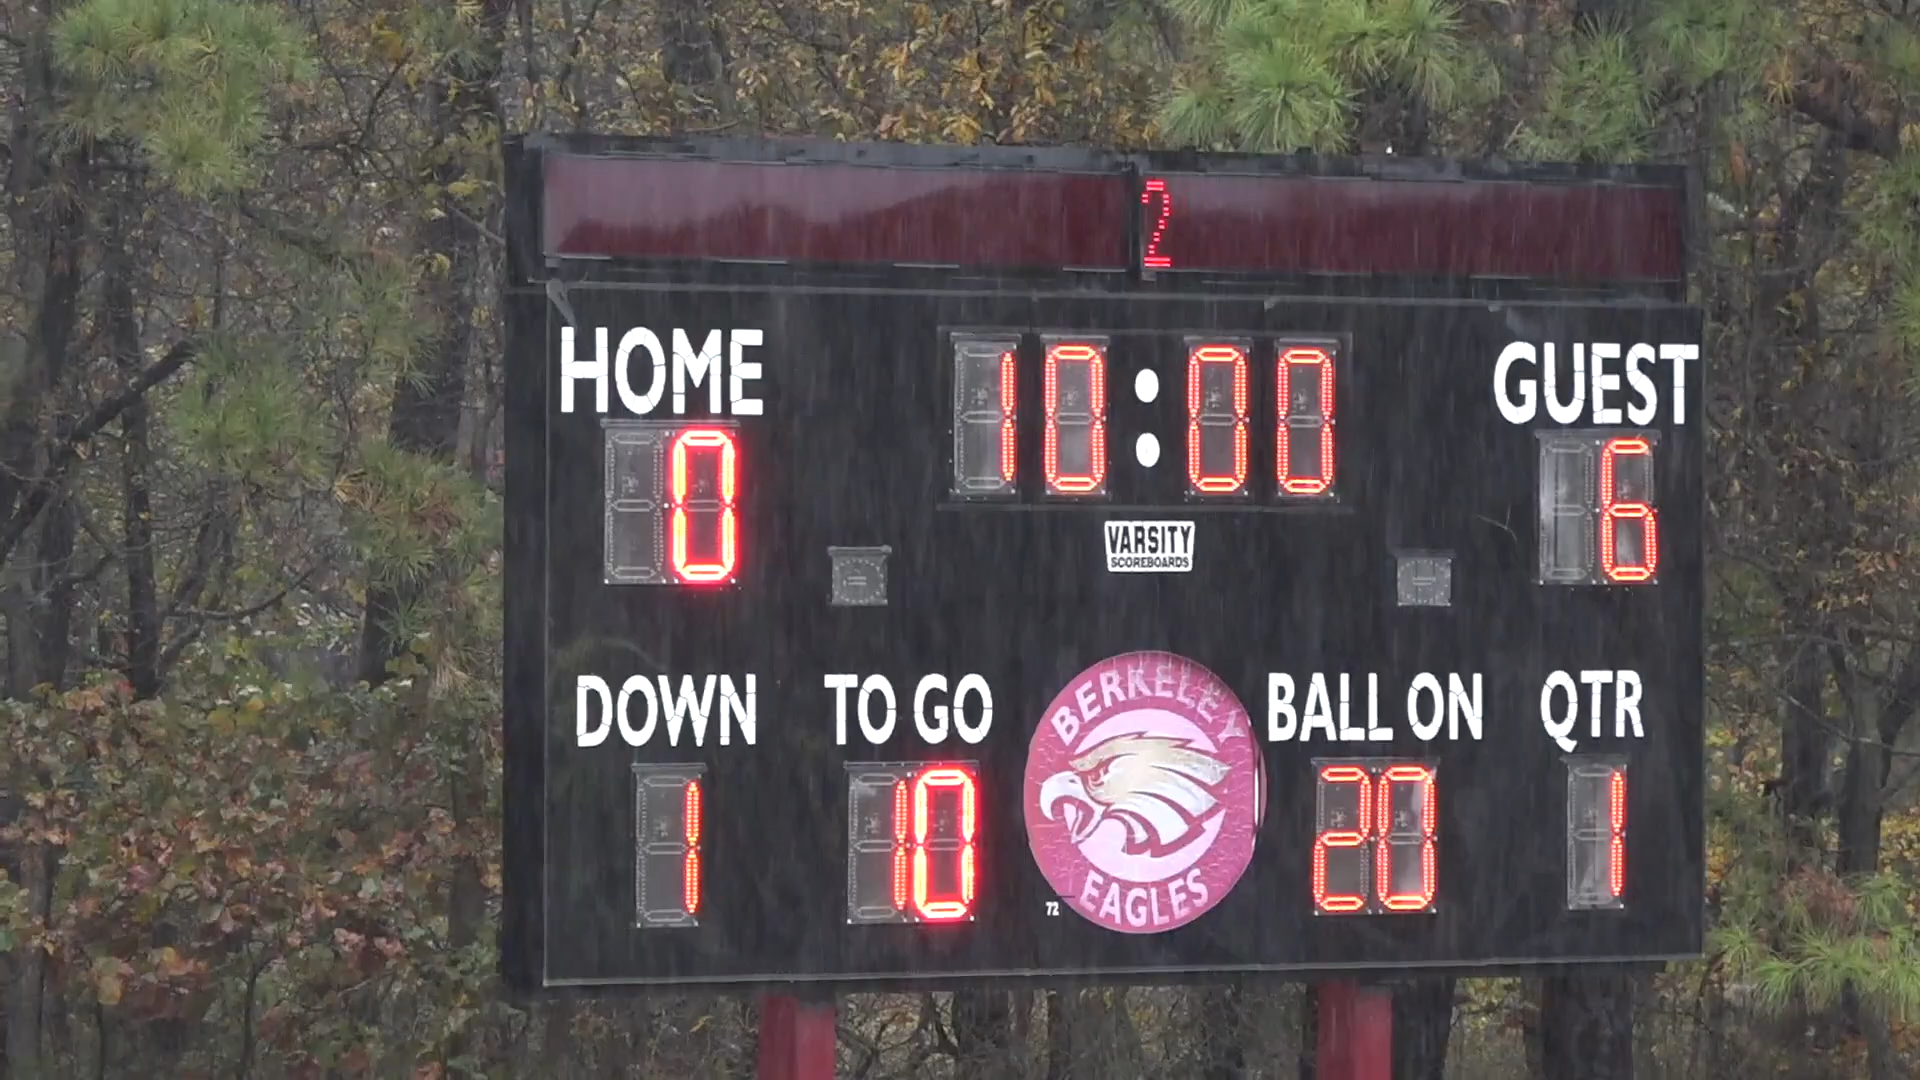 2
HOME
10:00
GUEST
0
6
VARSITY
SCOREBOARDS
DOWN
TO GO
BALL ON
QTR
1
10
20
1
BERKELEY
EAGLES
72